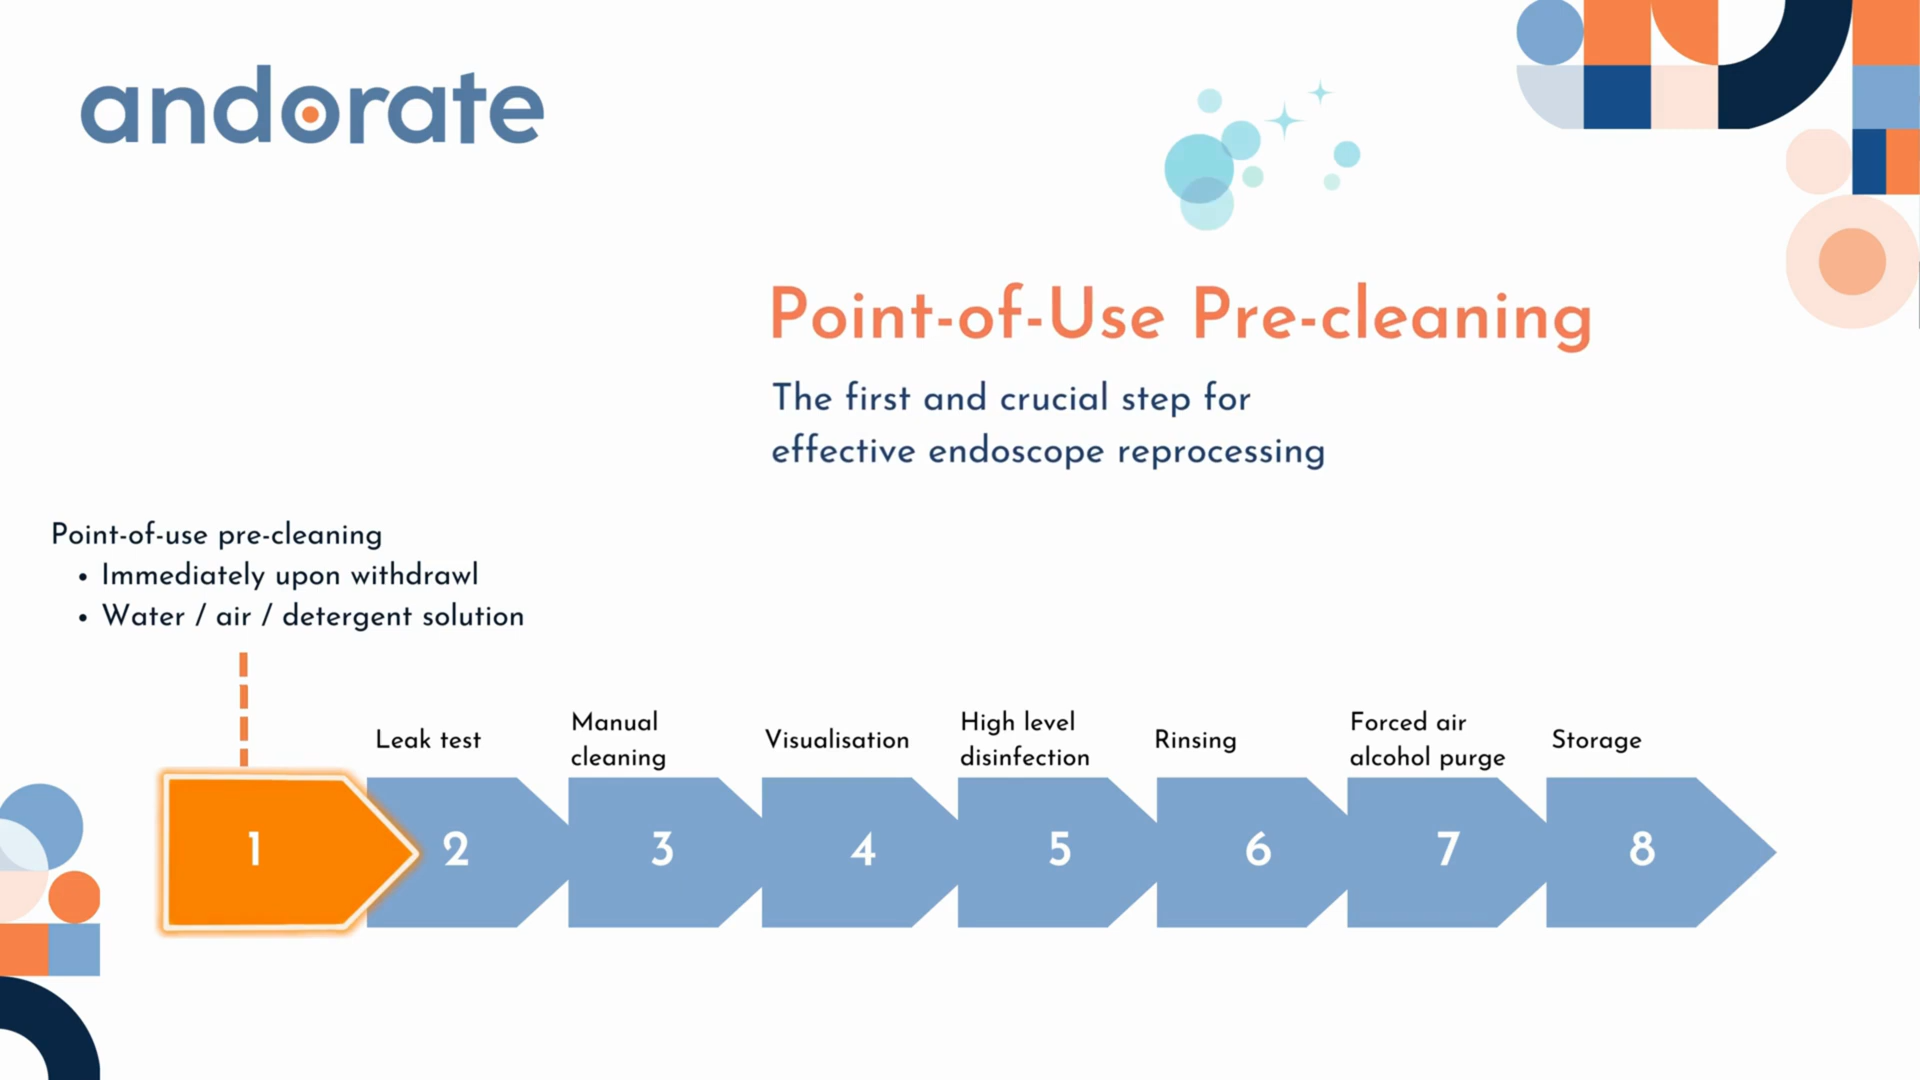 andorate
Point-of-Use Pre-cleaning
The first and crucial step for
effective endoscope reprocessing
Point-of-use pre-cleaning
• Immediately upon withdrawl
• Water / air / detergent solution
Leak test
Manual
cleaning
Visualisation
High level
disinfection
Rinsing
Forced air
alcohol purge
Storage
1
2
3
4
5
6
7
8